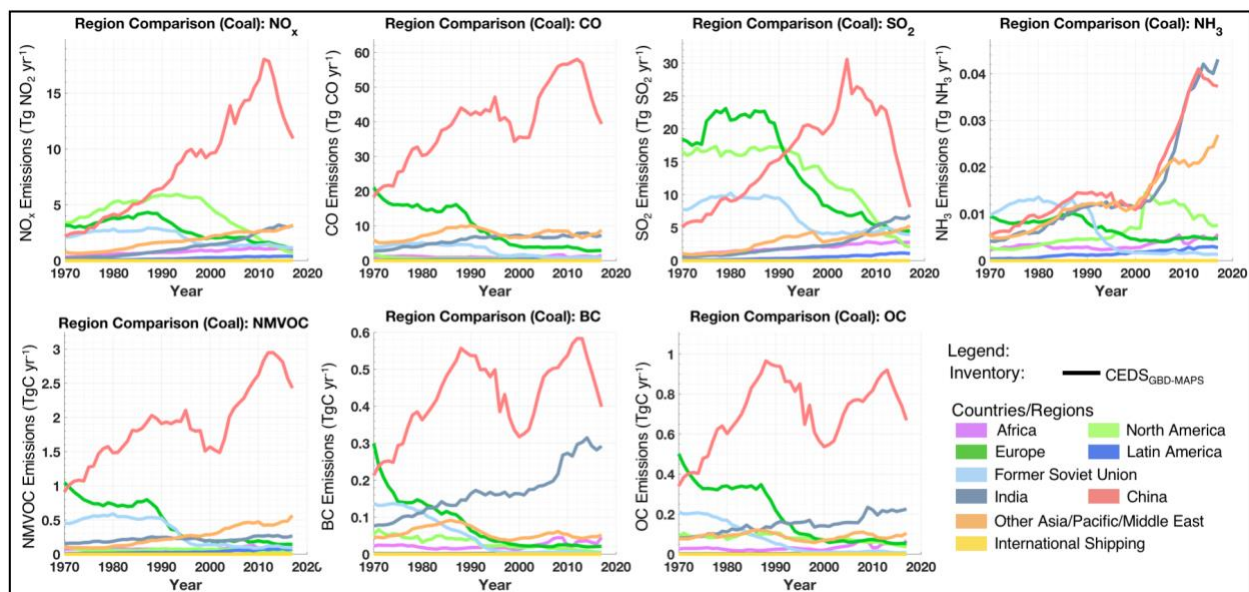 Region Comparison (Coal): NOx
NOx Emissions (Tg NO2 yr⁻¹)
15
10
5
0
1970 1980 1990 2000 2010 2020
Year
Region Comparison (Coal): CO
CO Emissions (Tg CO yr⁻¹)
60
50
40
30
20
10
0
1970 1980 1990 2000 2010 2020
Year
Region Comparison (Coal): SO2
SO2 Emissions (Tg SO2 yr⁻¹)
30
25
20
15
10
5
0
1970 1980 1990 2000 2010 2020
Year
Region Comparison (Coal): NH3
NH3 Emissions (Tg NH3 yr⁻¹)
0.04
0.03
0.02
0.01
0
1970 1980 1990 2000 2010 2020
Year
Region Comparison (Coal): NMVOC
NMVOC Emissions (TgC yr⁻¹)
3
2.5
2
1.5
1
0.5
0
1970 1980 1990 2000 2010 202
Year
Region Comparison (Coal): BC
BC Emissions (TgC yr⁻¹)
0.6
0.5
0.4
0.3
0.2
0.1
0
1970 1980 1990 2000 2010 2020
Year
Region Comparison (Coal): OC
OC Emissions (TgC yr⁻¹)
1
0.8
0.6
0.4
0.2
0
1970 1980 1990 2000 2010 2020
Year
Legend:
Inventory: CEDSGBD-MAPS
Countries/Regions
Africa North America
Europe Latin America
Former Soviet Union
India China
Other Asia/Pacific/Middle East
International Shipping